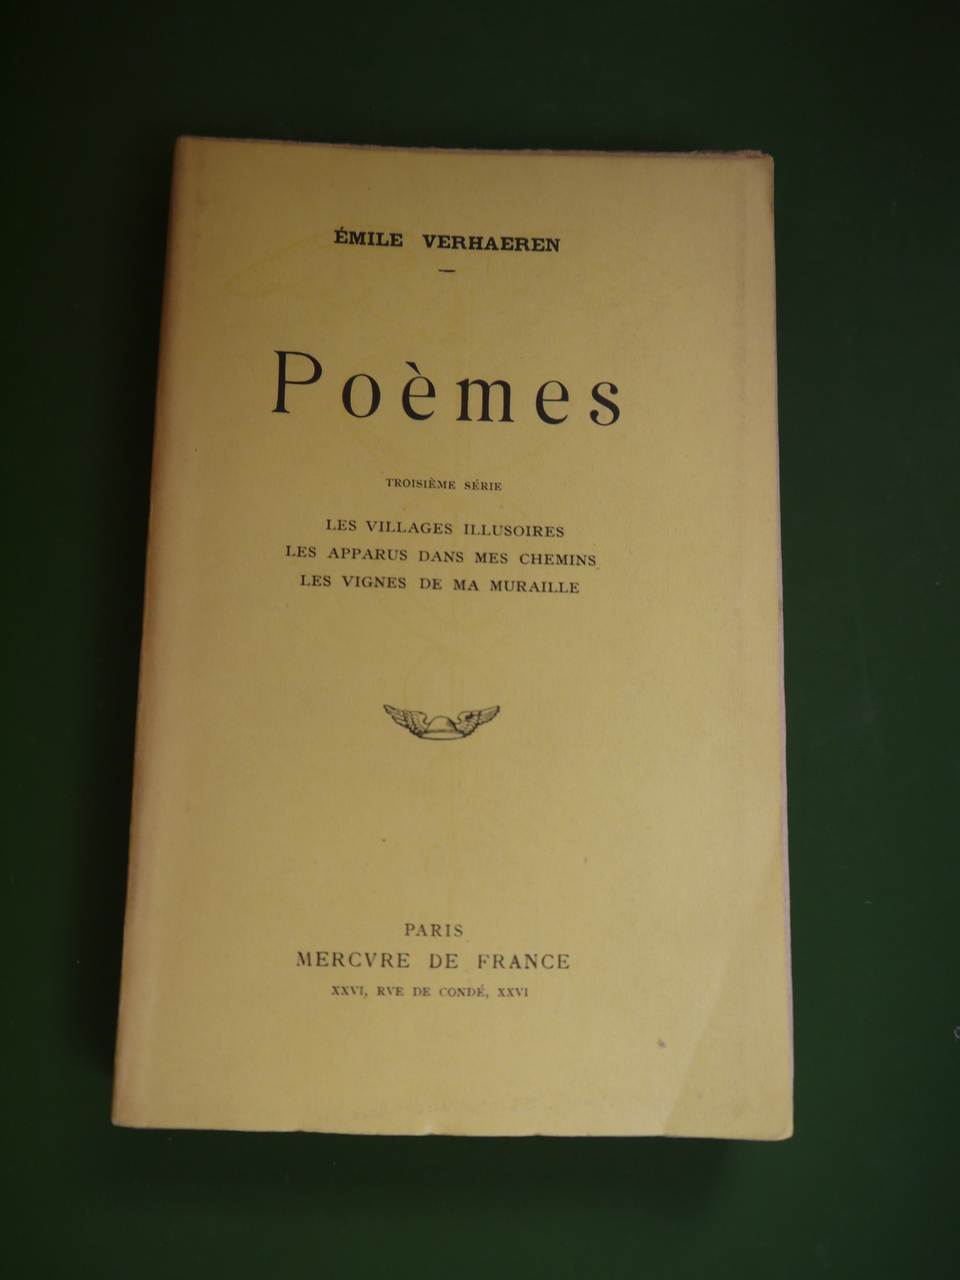 ÉMILE VERHAEREN
Poèmes
TROISIÈME SÉRIE
LES VILLAGES ILLUSOIRES
LES APPARUS DANS MES CHEMINS
LES VIGNES DE MA MURAILLE
PARIS
MERCVRE DE FRANCE
XXVI, RVE DE CONDÉ, XXVI